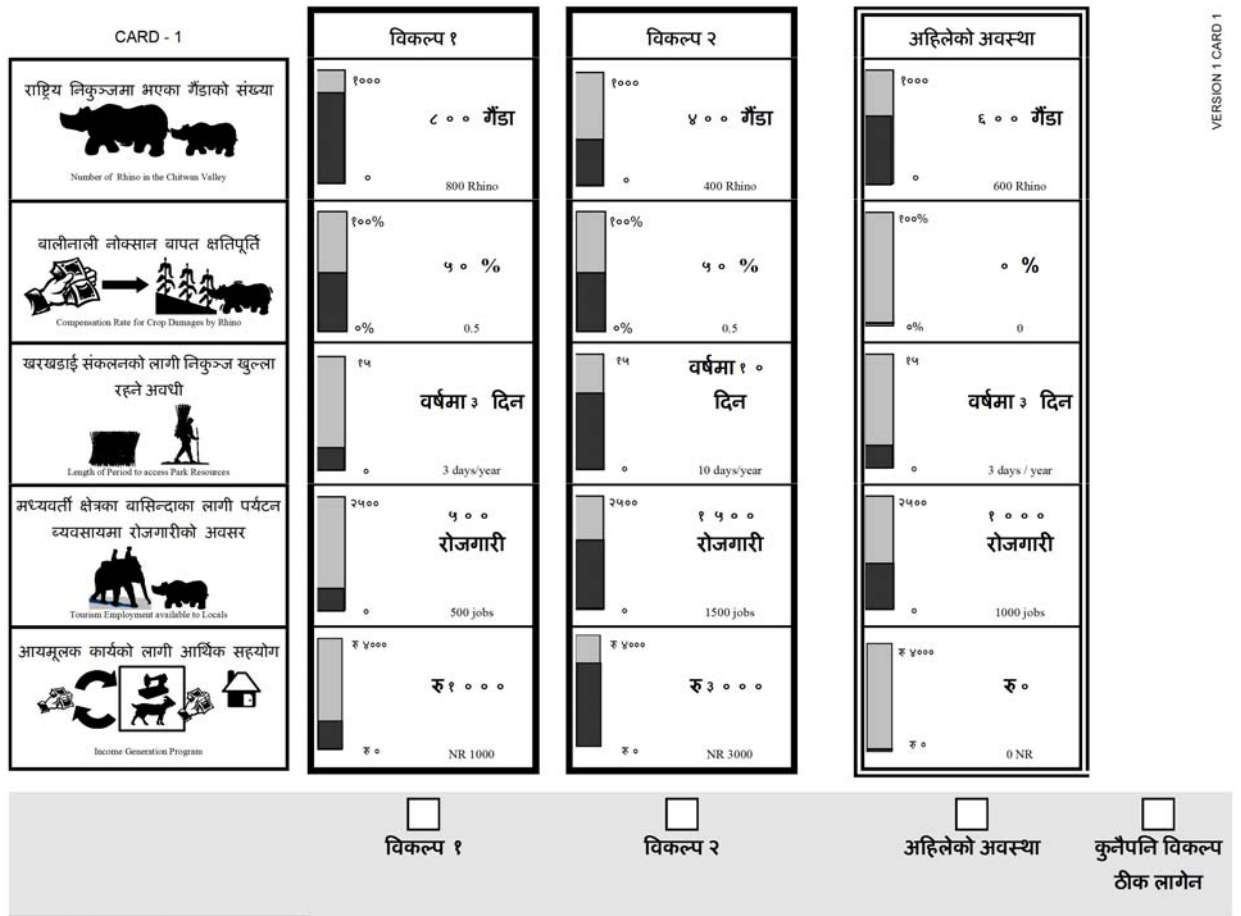 CARD - 1
विकल्प १
विकल्प २
अहिलेको अवस्था
VERSION 1 CARD 1
राष्ट्रिय निकुञ्जमा भएका गैंडाको संख्या
Number of Rhino in the Chitwan Valley
१०००
८०० गैंडा
०
800 Rhino
१०००
४०० गैंडा
०
400 Rhino
१०००
६०० गैंडा
०
600 Rhino
बालीनाली नोक्सान बापत क्षतिपूर्ति
Compensation Rate for Crop Damages by Rhino
१००%
५० %
०%
0.5
१००%
५० %
०%
0.5
१००%
० %
०%
0
खरखडाई संकलनको लागी निकुञ्ज खुल्ला
रहने अवधी
Length of Period to access Park Resources
१५
वर्षमा ३ दिन
०
3 days/year
१५
वर्षमा १०
दिन
०
10 days/year
१५
वर्षमा ३ दिन
०
3 days / year
मध्यवर्ती क्षेत्रका बासिन्दाका लागी पर्यटन
व्यवसायमा रोजगारीको अवसर
Tourism Employment available to Locals
२५००
५००
रोजगारी
०
500 jobs
२५००
१५००
रोजगारी
०
1500 jobs
२५००
१०००
रोजगारी
०
1000 jobs
आयमूलक कार्यको लागी आर्थिक सहयोग
Income Generation Program
रु ४०००
रु १०००
रु ०
NR 1000
रु ४०००
रु ३०००
रु ०
NR 3000
रु ४०००
रु ०
रु ०
0 NR
विकल्प १
विकल्प २
अहिलेको अवस्था
कुनैपनि विकल्प
ठीक लागेन